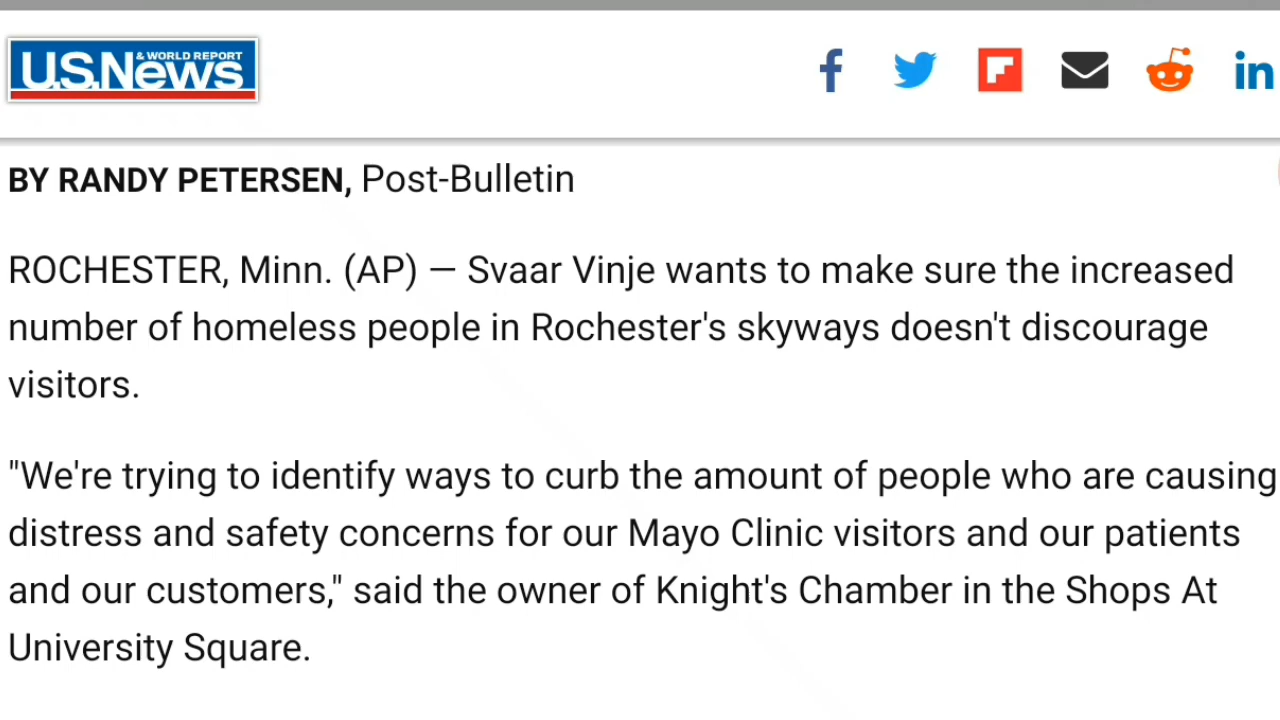 U.S.News
& WORLD REPORT
BY RANDY PETERSEN, Post-Bulletin
ROCHESTER, Minn. (AP) — Svaar Vinje wants to make sure the increased
number of homeless people in Rochester's skyways doesn't discourage
visitors.
"We're trying to identify ways to curb the amount of people who are causing
distress and safety concerns for our Mayo Clinic visitors and our patients
and our customers," said the owner of Knight's Chamber in the Shops At
University Square.